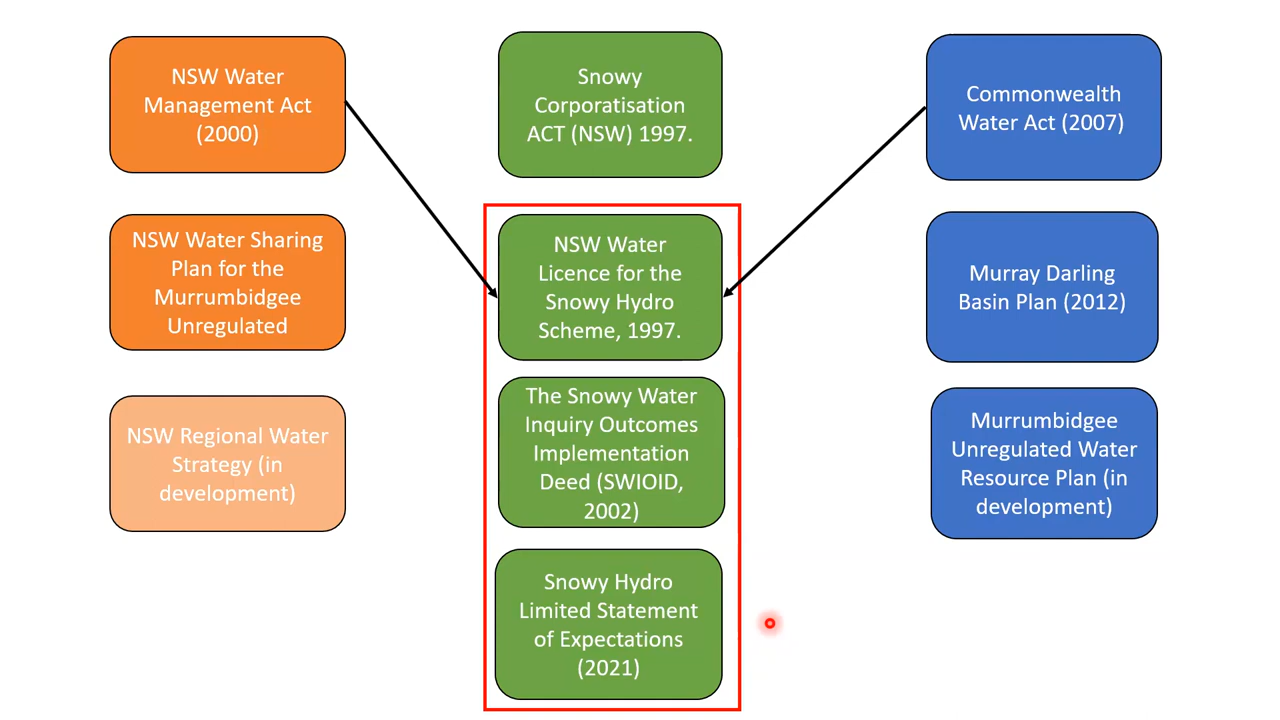 NSW Water
Management Act
(2000)
Snowy
Corporatisation
ACT (NSW) 1997.
Commonwealth
Water Act (2007)
NSW Water Sharing
Plan for the
Murrumbidgee
Unregulated
NSW Water
Licence for the
Snowy Hydro
Scheme, 1997.
Murray Darling
Basin Plan (2012)
NSW Regional Water
Strategy (in
development)
The Snowy Water
Inquiry Outcomes
Implementation
Deed (SWIOID,
2002)
Murrumbidgee
Unregulated Water
Resource Plan (in
development)
Snowy Hydro
Limited Statement
of Expectations
(2021)